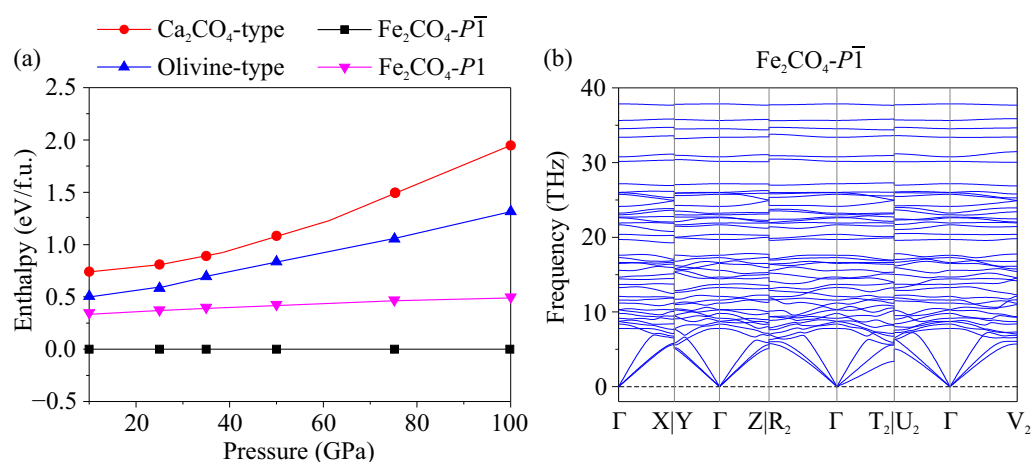 (a)
Ca₂CO₄-type
Fe₂CO₄-P1̅
Olivine-type
Fe₂CO₄-P1
Enthalpy (eV/f.u.)
2.5
2.0
1.5
1.0
0.5
0.0
−0.5
20 40 60 80 100
Pressure (GPa)
(b)
Fe₂CO₄-P1̅
Frequency (THz)
40
30
20
10
0
Γ X|Y Γ Z|R₂ Γ T₂|U₂ Γ V₂